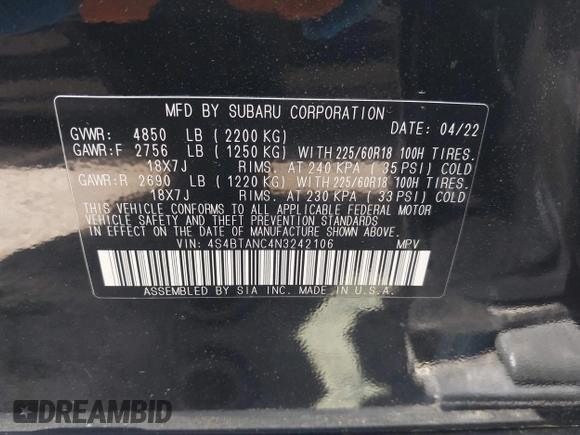 MFD BY SUBARU CORPORATION
GVWR: 4850 LB (2200 KG) DATE: 04/22
GAWR:F 2756 LB (1250 KG) WITH 225/60R18 100H TIRES.
18X7J RIMS. AT 240 KPA (35 PSI) COLD
GAWR:R 2690 LB (1220 KG) WITH 225/60R18 100H TIRES.
18X7J RIMS. AT 230 KPA (33 PSI) COLD
THIS VEHICLE CONFORMS TO ALL APPLICABLE FEDERAL MOTOR
VEHICLE SAFETY AND THEFT PREVENTION STANDARDS
IN EFFECT ON THE DATE OF MANUFACTURE SHOWN ABOVE.
VIN: 4S4BTANC4N3242106 MPV
ASSEMBLED BY SIA INC. MADE IN U.S.A.
DREAMBID